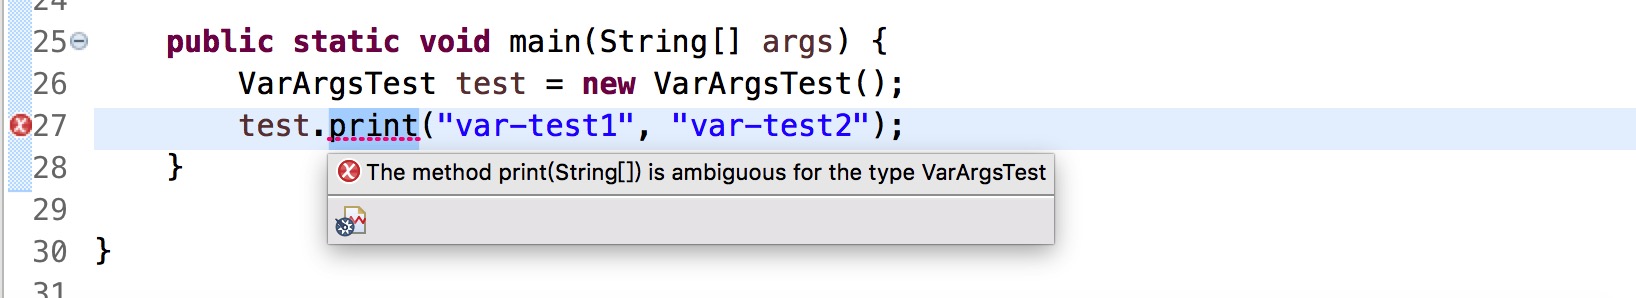 24
25 public static void main(String[] args) {
26 VarArgsTest test = new VarArgsTest();
27 test.print("var-test1", "var-test2");
28 }
The method print(String[]) is ambiguous for the type VarArgsTest
29
30 }
31